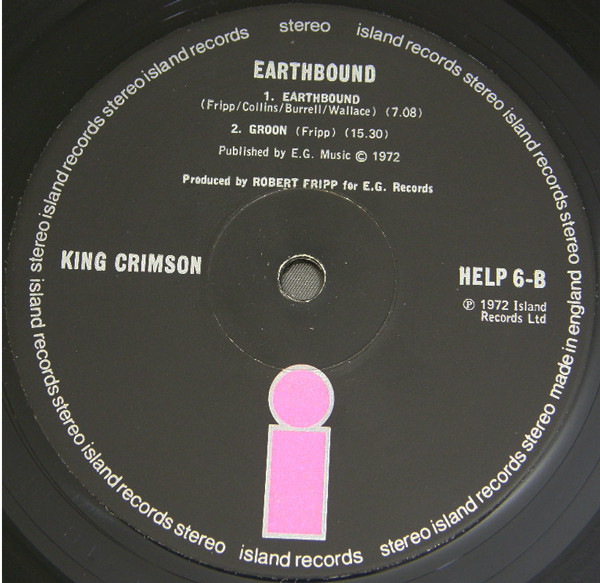 stereo island records stereo island records stereo island records stereo island records stereo made in england
island records stereo island records stereo island records stereo
EARTHBOUND
1. EARTHBOUND
(Fripp/Collins/Burrell/Wallace) (7.08)
2. GROON (Fripp) (15.30)
Published by E.G. Music © 1972
Produced by ROBERT FRIPP for E.G. Records
KING CRIMSON
HELP 6-B
℗ 1972 Island
Records Ltd